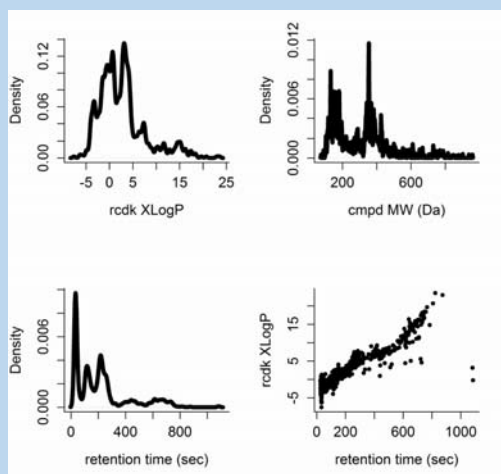 Density
0.00 0.06 0.12
-5 0 5 15 25
rcdk XLogP
Density
0.000 0.006 0.012
200 600
cmpd MW (Da)
Density
0.000 0.006
0 400 800
retention time (sec)
rcdk XLogP
-5 5 15
0 200 600 1000
retention time (sec)